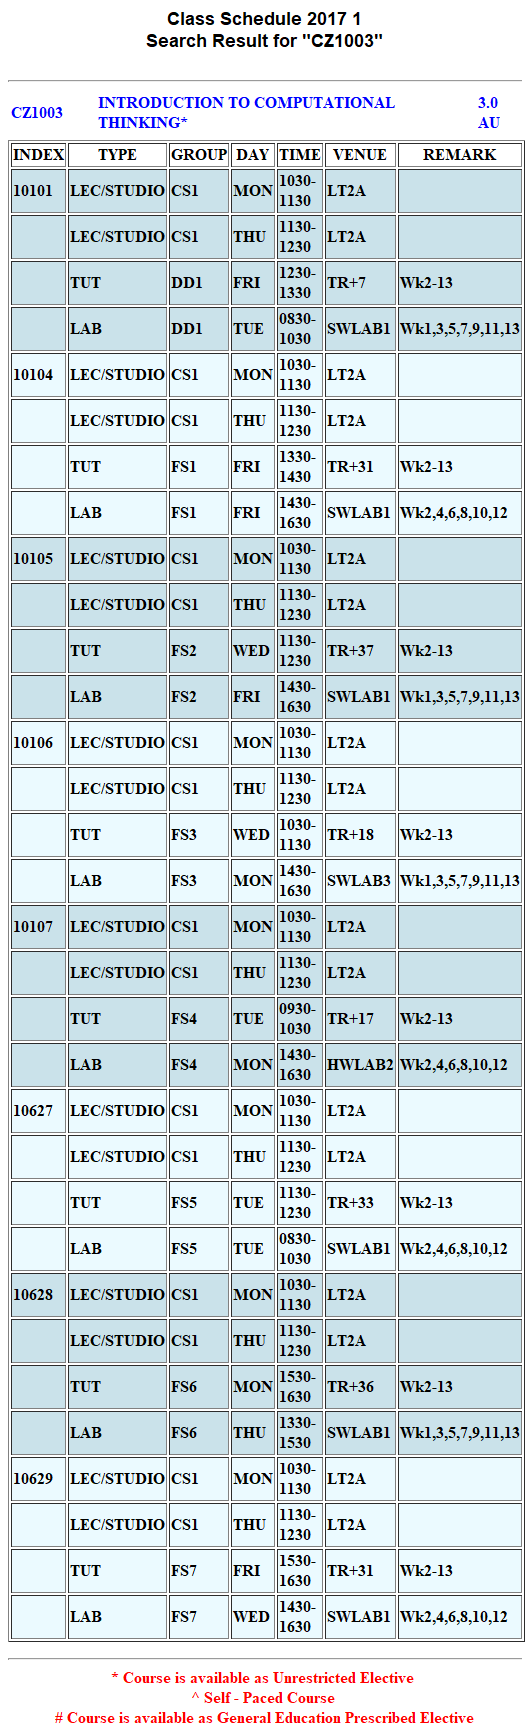 Class Schedule 2017 1
Search Result for "CZ1003"
CZ1003 INTRODUCTION TO COMPUTATIONAL THINKING* 3.0 AU
INDEX TYPE GROUP DAY TIME VENUE REMARK
10101 LEC/STUDIO CS1 MON 1030-1130 LT2A
LEC/STUDIO CS1 THU 1130-1230 LT2A
TUT DD1 FRI 1230-1330 TR+7 Wk2-13
LAB DD1 TUE 0830-1030 SWLAB1 Wk1,3,5,7,9,11,13
10104 LEC/STUDIO CS1 MON 1030-1130 LT2A
LEC/STUDIO CS1 THU 1130-1230 LT2A
TUT FS1 FRI 1330-1430 TR+31 Wk2-13
LAB FS1 FRI 1430-1630 SWLAB1 Wk2,4,6,8,10,12
10105 LEC/STUDIO CS1 MON 1030-1130 LT2A
LEC/STUDIO CS1 THU 1130-1230 LT2A
TUT FS2 WED 1130-1230 TR+37 Wk2-13
LAB FS2 FRI 1430-1630 SWLAB1 Wk1,3,5,7,9,11,13
10106 LEC/STUDIO CS1 MON 1030-1130 LT2A
LEC/STUDIO CS1 THU 1130-1230 LT2A
TUT FS3 WED 1030-1130 TR+18 Wk2-13
LAB FS3 MON 1430-1630 SWLAB3 Wk1,3,5,7,9,11,13
10107 LEC/STUDIO CS1 MON 1030-1130 LT2A
LEC/STUDIO CS1 THU 1130-1230 LT2A
TUT FS4 TUE 0930-1030 TR+17 Wk2-13
LAB FS4 MON 1430-1630 HWLAB2 Wk2,4,6,8,10,12
10627 LEC/STUDIO CS1 MON 1030-1130 LT2A
LEC/STUDIO CS1 THU 1130-1230 LT2A
TUT FS5 TUE 1130-1230 TR+33 Wk2-13
LAB FS5 TUE 0830-1030 SWLAB1 Wk2,4,6,8,10,12
10628 LEC/STUDIO CS1 MON 1030-1130 LT2A
LEC/STUDIO CS1 THU 1130-1230 LT2A
TUT FS6 MON 1530-1630 TR+36 Wk2-13
LAB FS6 THU 1330-1530 SWLAB1 Wk1,3,5,7,9,11,13
10629 LEC/STUDIO CS1 MON 1030-1130 LT2A
LEC/STUDIO CS1 THU 1130-1230 LT2A
TUT FS7 FRI 1530-1630 TR+31 Wk2-13
LAB FS7 WED 1430-1630 SWLAB1 Wk2,4,6,8,10,12
* Course is available as Unrestricted Elective
^ Self - Paced Course
# Course is available as General Education Prescribed Elective